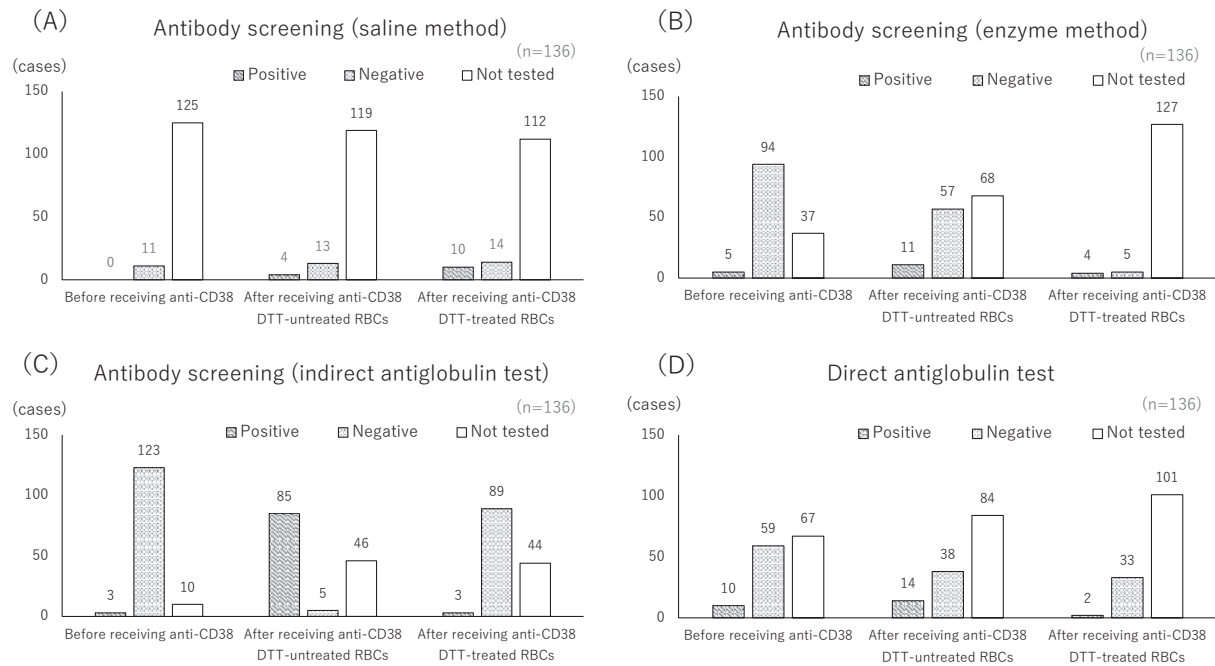 (A)
Antibody screening (saline method)
(n=136)
(cases)
Positive Negative Not tested
150
100
50
0
0 11 125
4 13 119
10 14 112
Before receiving anti-CD38
After receiving anti-CD38
DTT-untreated RBCs
After receiving anti-CD38
DTT-treated RBCs
(B)
Antibody screening (enzyme method)
(n=136)
(cases)
Positive Negative Not tested
150
100
50
0
5 94 37
11 57 68
4 5 127
Before receiving anti-CD38
After receiving anti-CD38
DTT-untreated RBCs
After receiving anti-CD38
DTT-treated RBCs
(C)
Antibody screening (indirect antiglobulin test)
(n=136)
(cases)
Positive Negative Not tested
150
100
50
0
3 123 10
85 5 46
3 89 44
Before receiving anti-CD38
After receiving anti-CD38
DTT-untreated RBCs
After receiving anti-CD38
DTT-treated RBCs
(D)
Direct antiglobulin test
(n=136)
(cases)
Positive Negative Not tested
150
100
50
0
10 59 67
14 38 84
2 33 101
Before receiving anti-CD38
After receiving anti-CD38
DTT-untreated RBCs
After receiving anti-CD38
DTT-treated RBCs